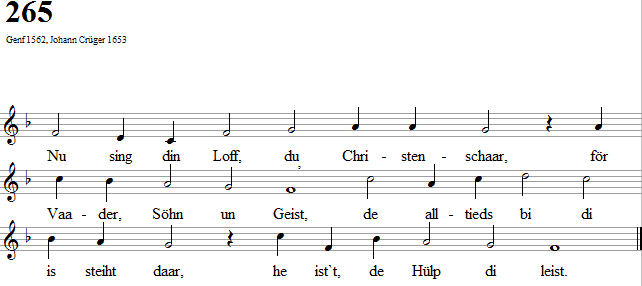 265
Genf 1562, Johann Crüger 1653
Nu sing din Loff, du Chri - sten - schaar, för
Vaa - der, Söhn un Geist, de all - tieds bi di
is steiht daar, he ist`t, de Hülp di leist.